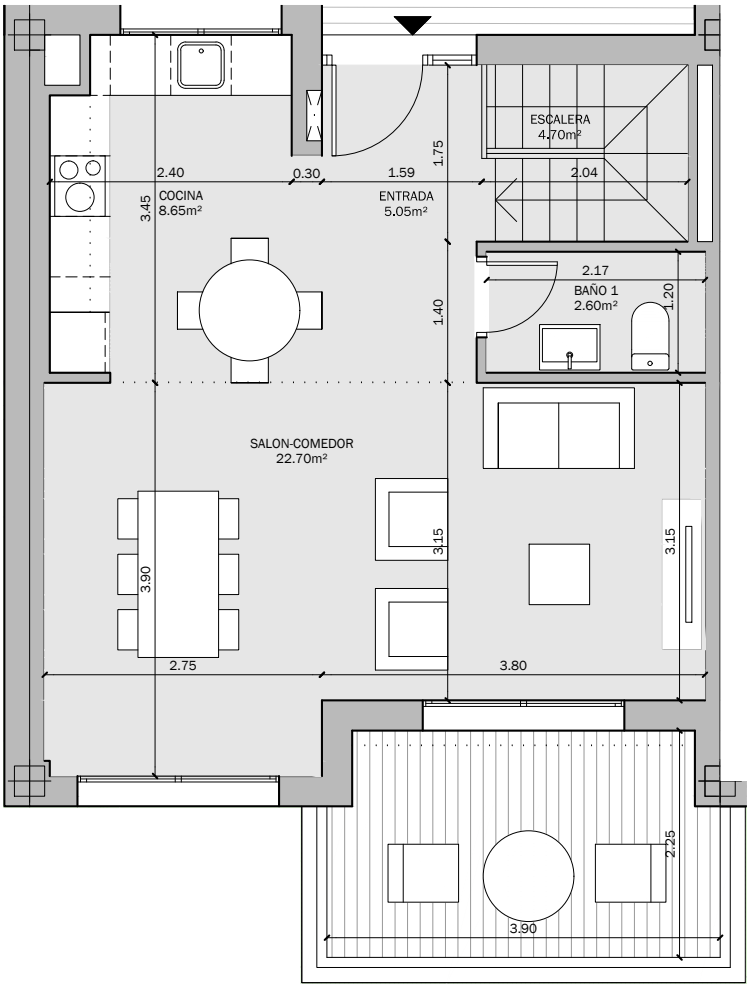 ESCALERA
4.70m²
1.75
2.40
0.30
1.59
2.04
COCINA
8.65m²
ENTRADA
5.05m²
3.45
2.17
BAÑO 1
2.60m²
1.20
1.40
SALON-COMEDOR
22.70m²
3.15
3.15
3.90
2.75
3.80
2.25
3.90